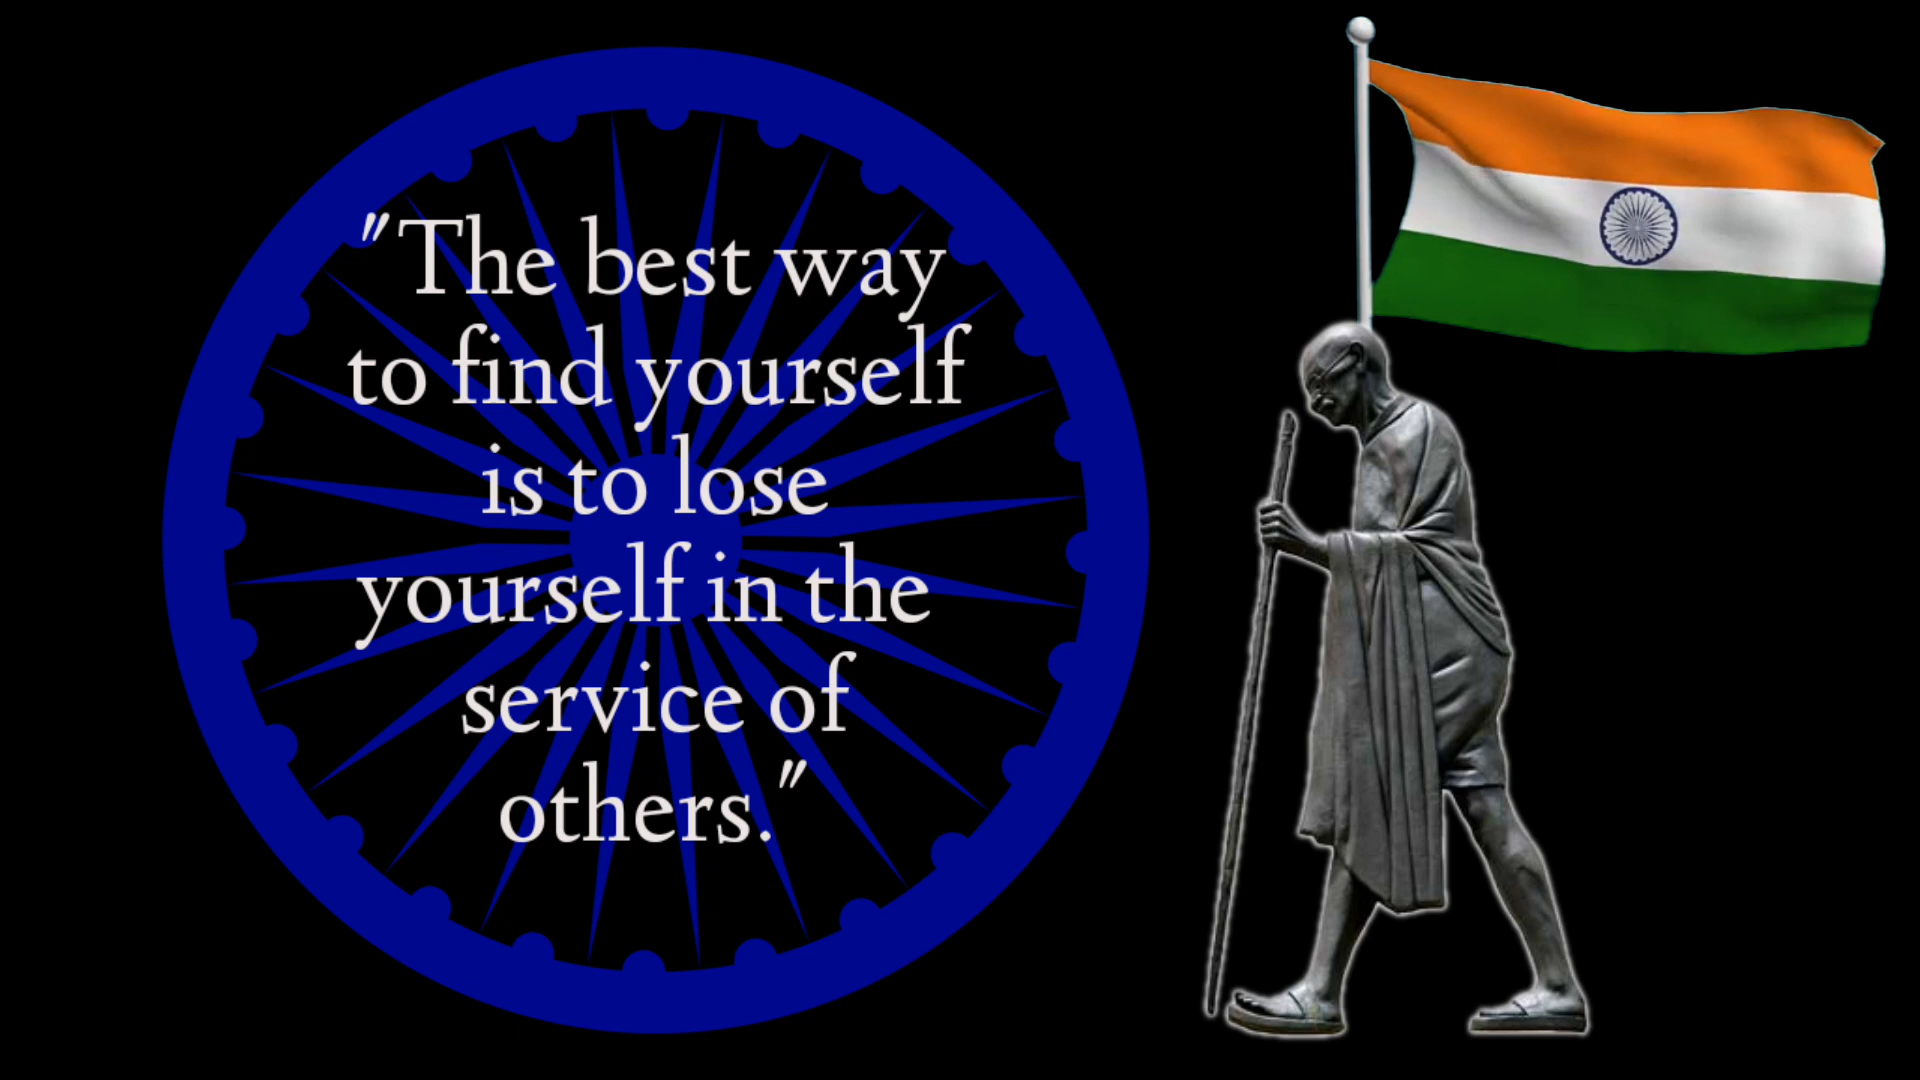 "The best way
to find yourself
is to lose
yourself in the
service of
others."